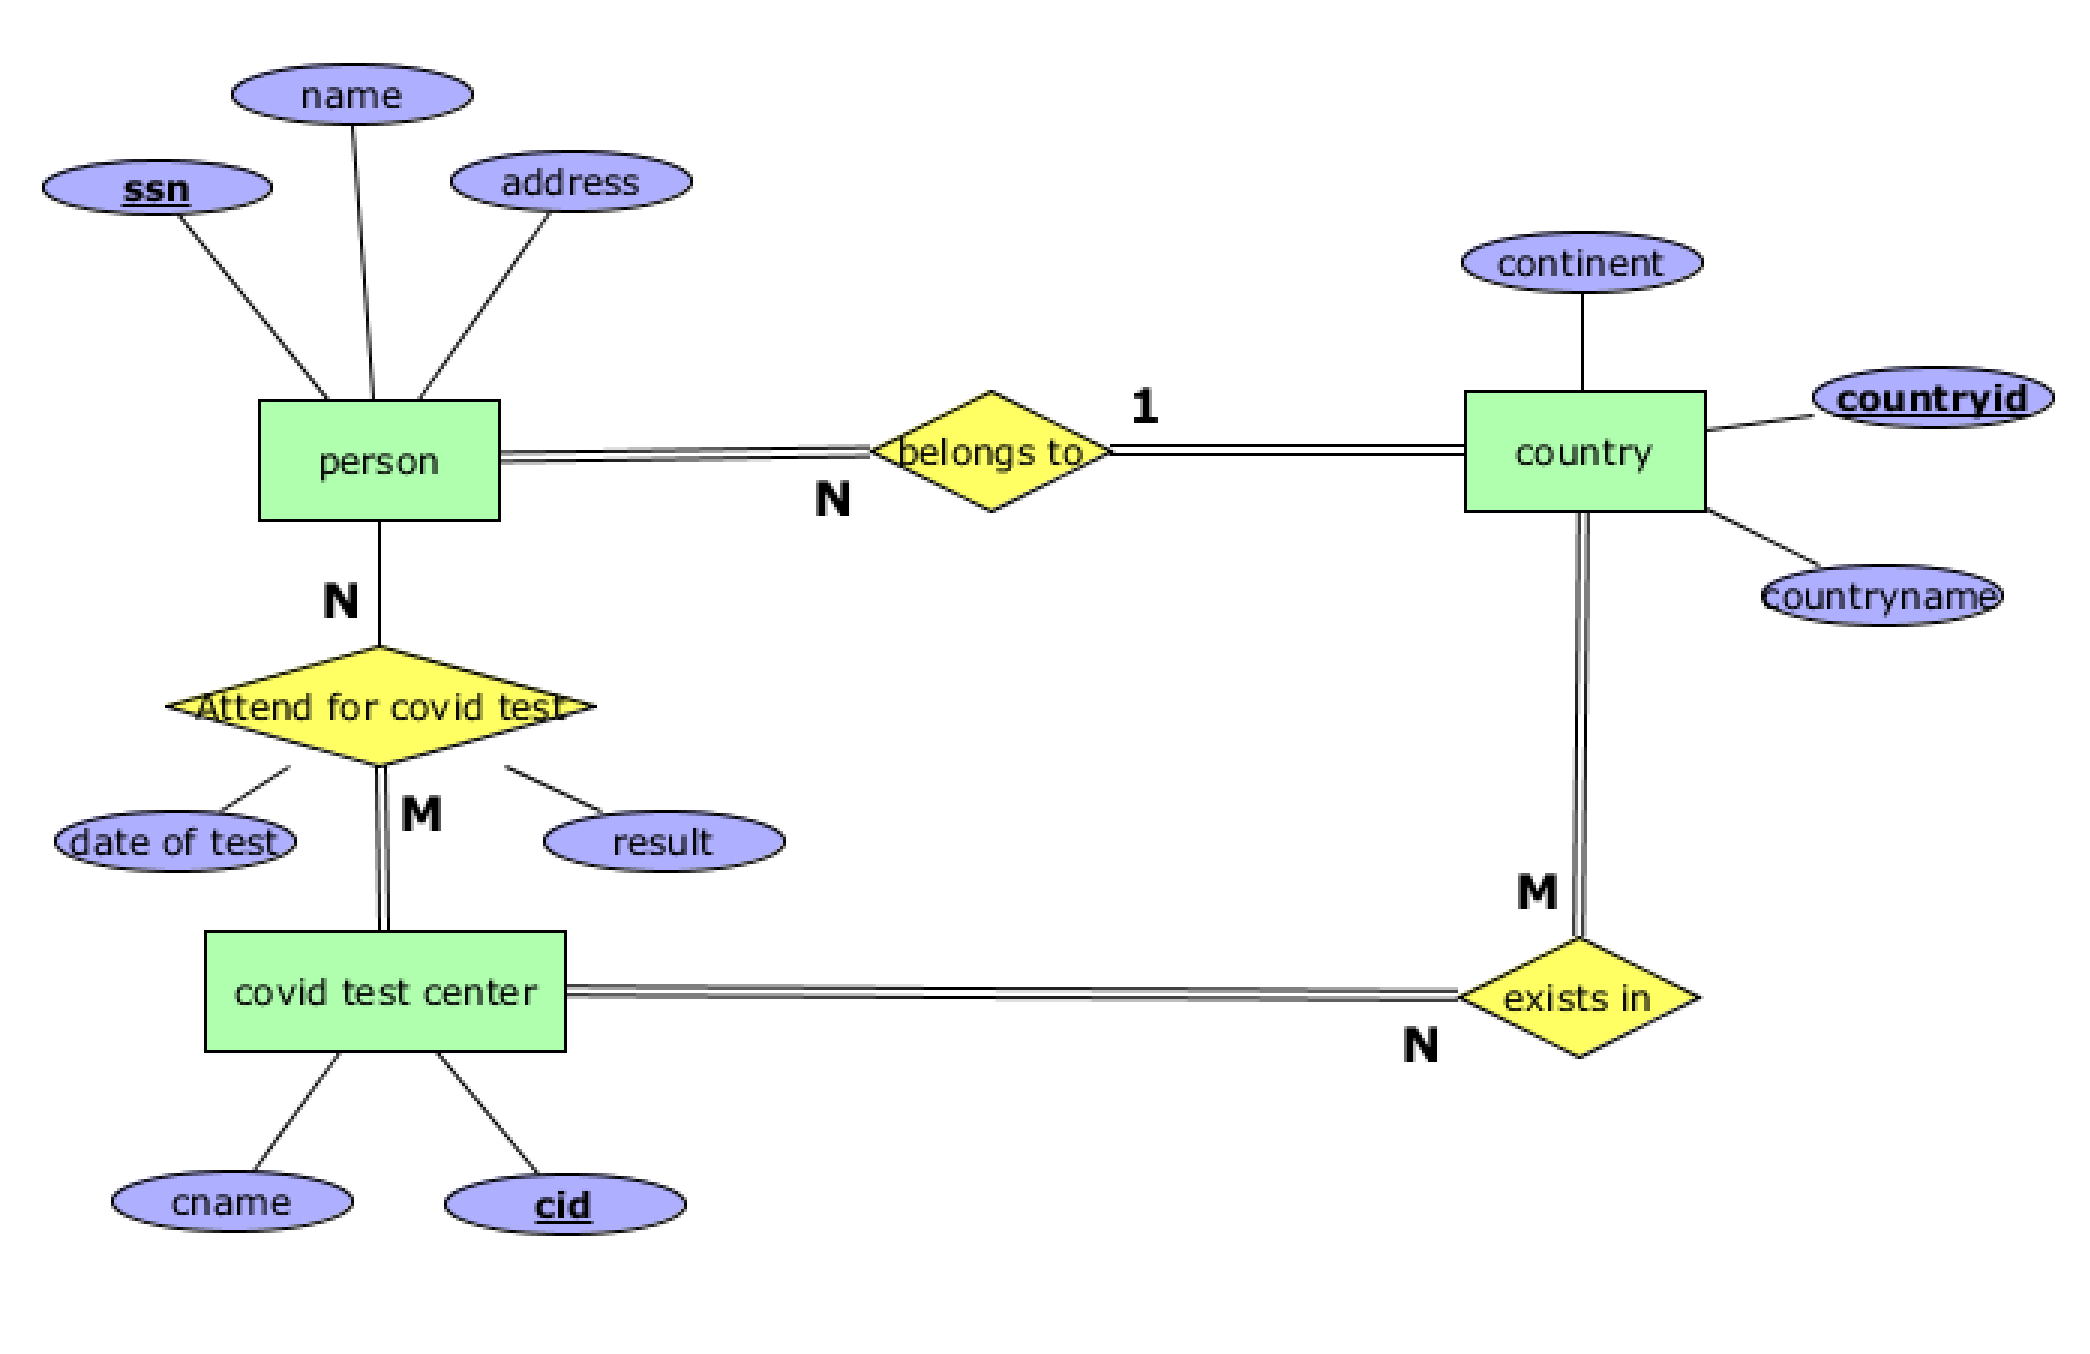 name
ssn
address
continent
countryid
person
belongs to
1
N
country
countryname
N
Attend for covid test
M
date of test
result
M
covid test center
exists in
N
cname
cid